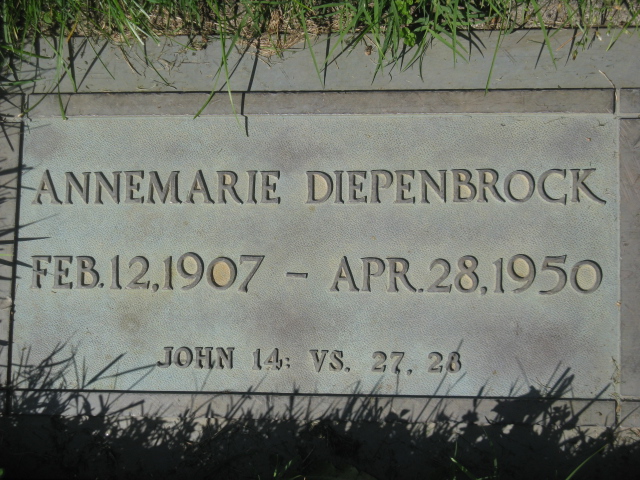 ANNEMARIE DIEPENBROCK
FEB.12,1907 - APR.28,1950
JOHN 14: VS. 27, 28